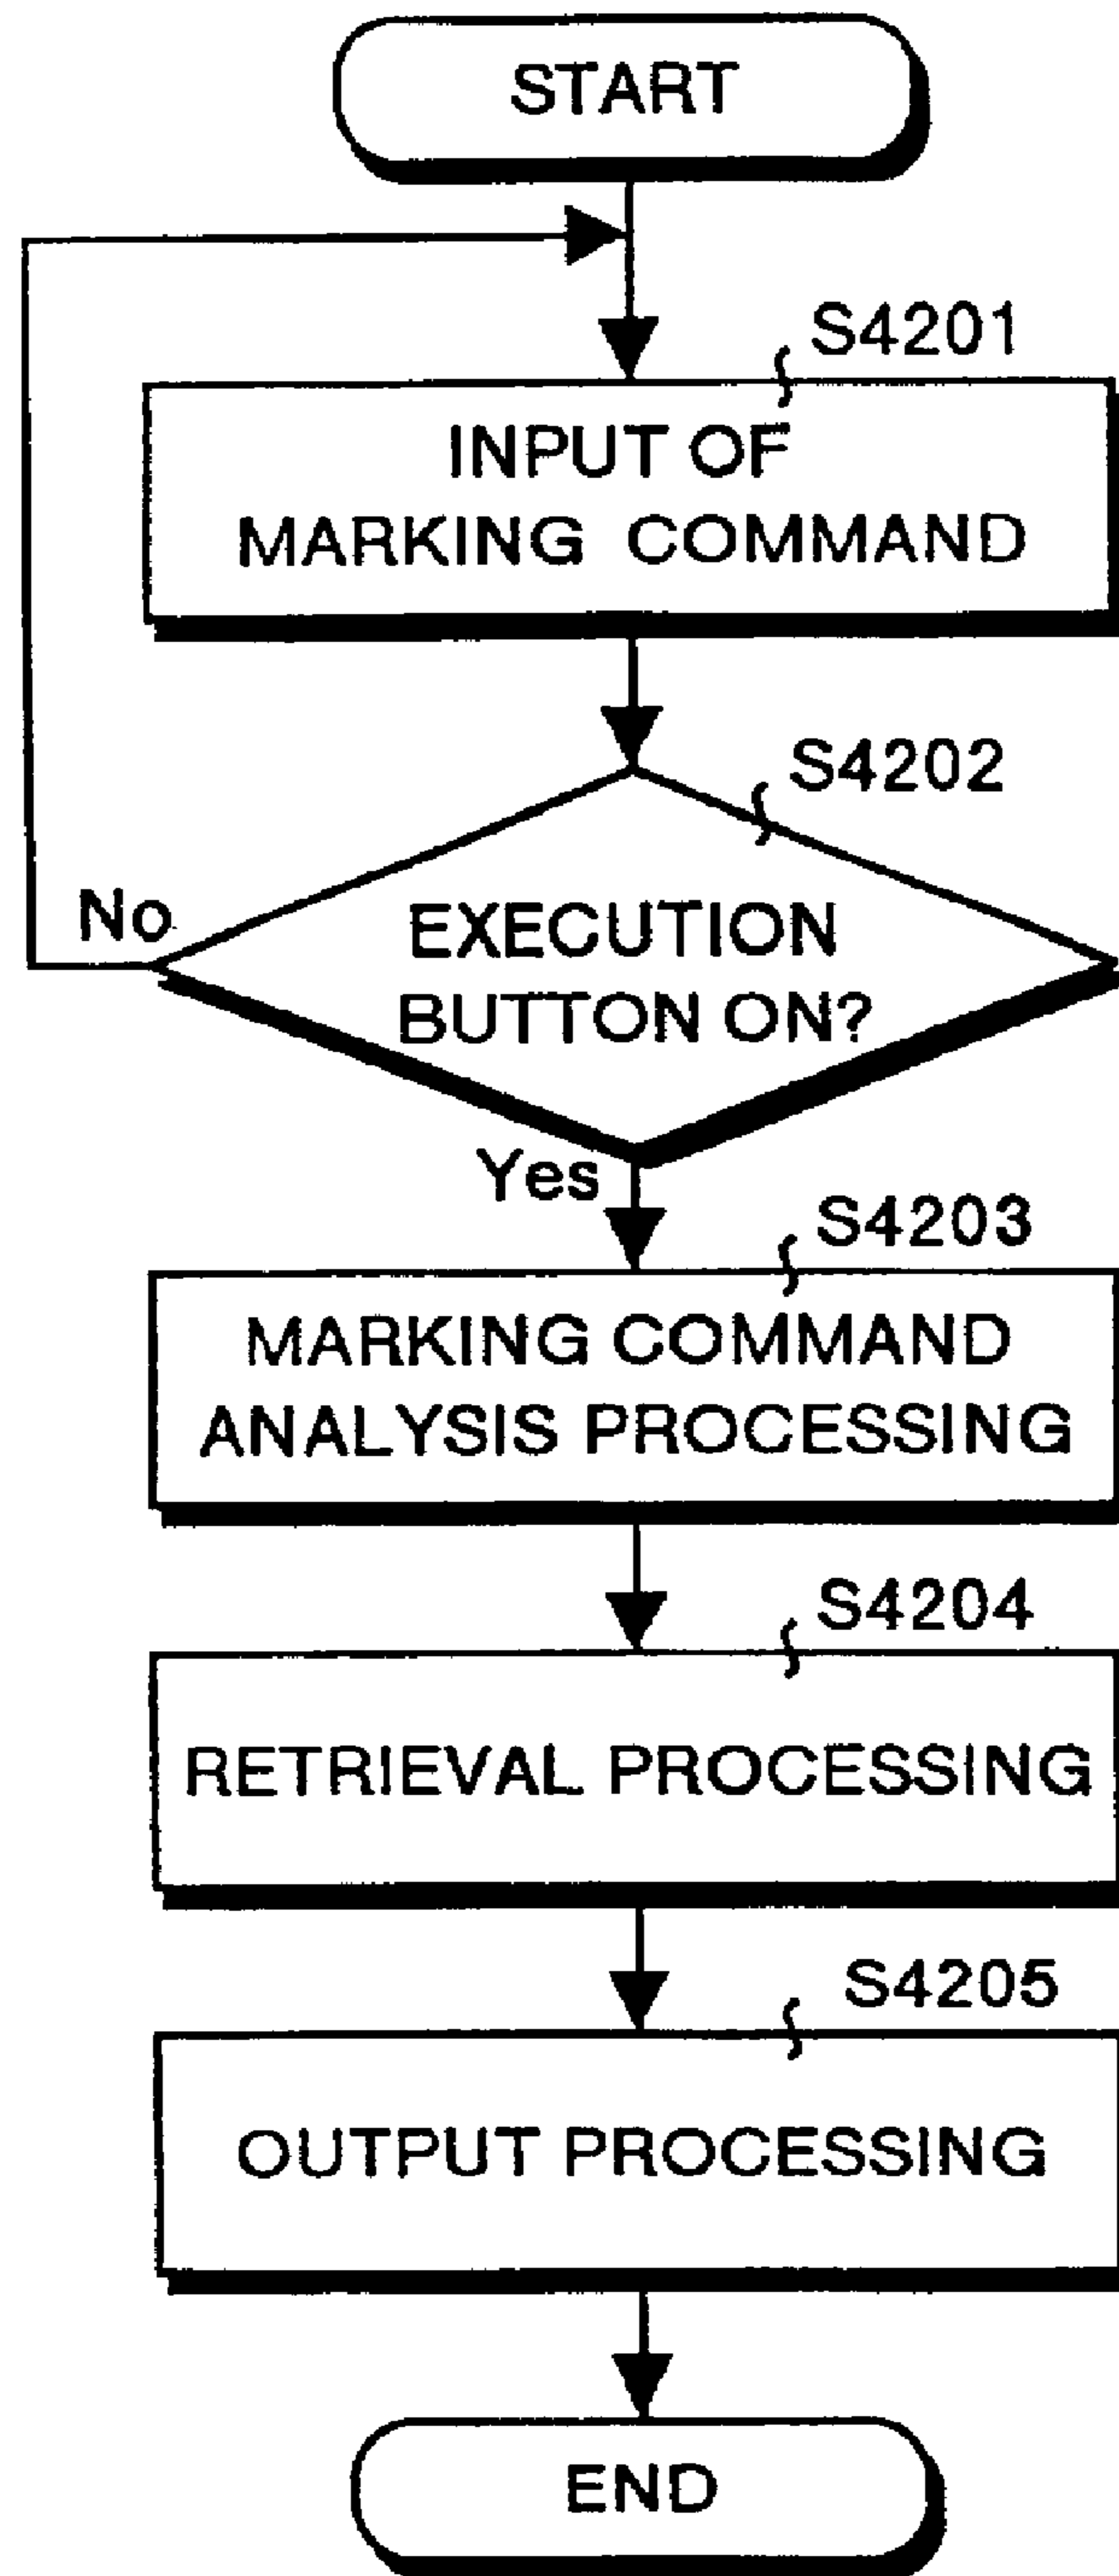 START
S4201
INPUT OF
MARKING COMMAND
S4202
No
EXECUTION
BUTTON ON?
Yes
S4203
MARKING COMMAND
ANALYSIS PROCESSING
S4204
RETRIEVAL PROCESSING
S4205
OUTPUT PROCESSING
END